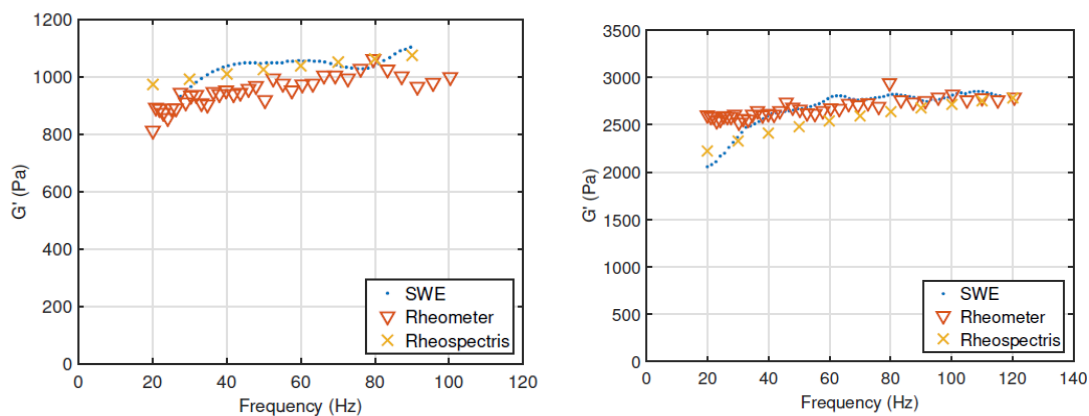 1200
1000
800
600
400
200
0
G' (Pa)
0 20 40 60 80 100 120
Frequency (Hz)
SWE
Rheometer
Rheospectris
3500
3000
2500
2000
1500
1000
500
0
G' (Pa)
0 20 40 60 80 100 120 140
Frequency (Hz)
SWE
Rheometer
Rheospectris